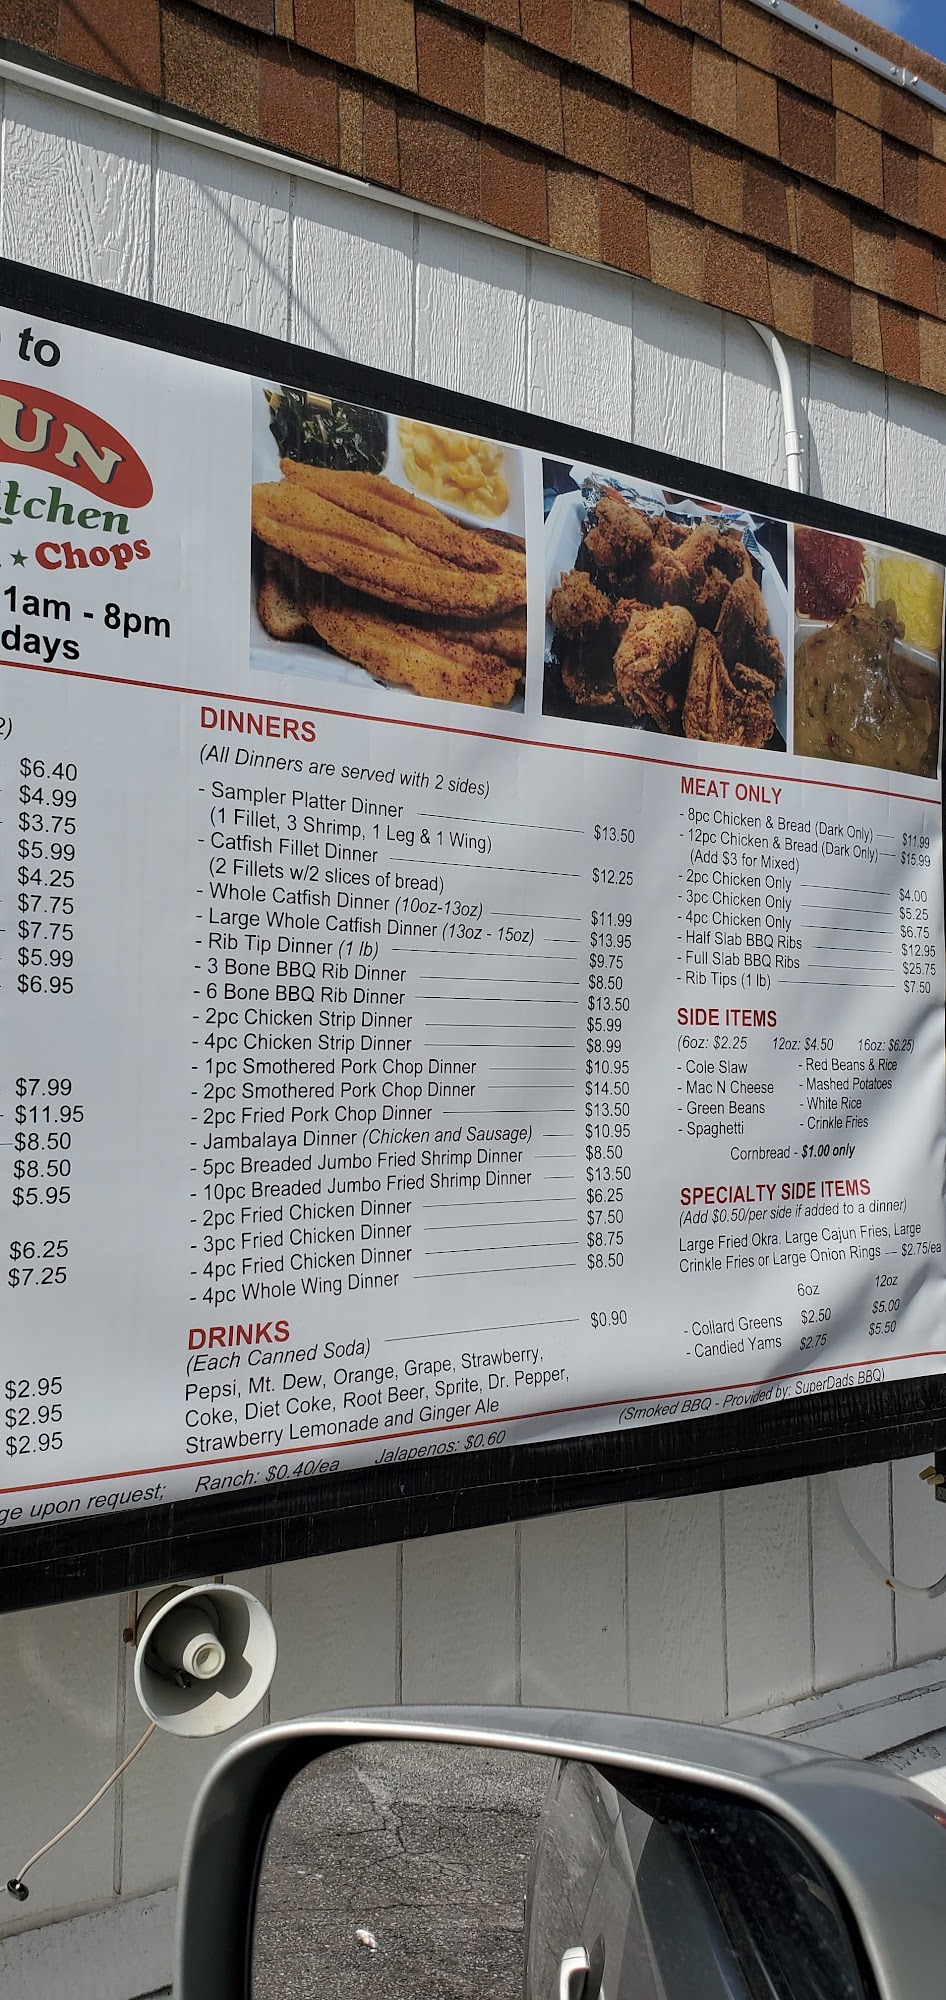 to
UN
itchen
★ Chops
1am - 8pm
days
2)
$6.40
$4.99
$3.75
$5.99
$4.25
$7.75
$7.75
$5.99
$6.95
$7.99
$11.95
$8.50
$8.50
$5.95
$6.25
$7.25
$2.95
$2.95
$2.95
DINNERS
(All Dinners are served with 2 sides)
- Sampler Platter Dinner $13.50
(1 Fillet, 3 Shrimp, 1 Leg & 1 Wing)
- Catfish Fillet Dinner $12.25
(2 Fillets w/2 slices of bread)
- Whole Catfish Dinner (10oz-13oz) $11.99
- Large Whole Catfish Dinner (13oz - 15oz) $13.95
- Rib Tip Dinner (1 lb) $9.75
- 3 Bone BBQ Rib Dinner $8.50
- 6 Bone BBQ Rib Dinner $13.50
- 2pc Chicken Strip Dinner $5.99
- 4pc Chicken Strip Dinner $8.99
- 1pc Smothered Pork Chop Dinner $10.95
- 2pc Smothered Pork Chop Dinner $14.50
- 2pc Fried Pork Chop Dinner $13.50
- Jambalaya Dinner (Chicken and Sausage) $10.95
- 5pc Breaded Jumbo Fried Shrimp Dinner $8.50
- 10pc Breaded Jumbo Fried Shrimp Dinner $13.50
- 2pc Fried Chicken Dinner $6.25
- 3pc Fried Chicken Dinner $7.50
- 4pc Fried Chicken Dinner $8.75
- 4pc Whole Wing Dinner $8.50
DRINKS
(Each Canned Soda) $0.90
Pepsi, Mt. Dew, Orange, Grape, Strawberry,
Coke, Diet Coke, Root Beer, Sprite, Dr. Pepper,
Strawberry Lemonade and Ginger Ale
MEAT ONLY
- 8pc Chicken & Bread (Dark Only) $11.99
- 12pc Chicken & Bread (Dark Only) $15.99
(Add $3 for Mixed)
- 2pc Chicken Only $4.00
- 3pc Chicken Only $5.25
- 4pc Chicken Only $6.75
- Half Slab BBQ Ribs $12.95
- Full Slab BBQ Ribs $25.75
- Rib Tips (1 lb) $7.50
SIDE ITEMS
(6oz: $2.25 12oz: $4.50 16oz: $6.25)
- Cole Slaw - Red Beans & Rice
- Mac N Cheese - Mashed Potatoes
- Green Beans - White Rice
- Spaghetti - Crinkle Fries
Cornbread - $1.00 only
SPECIALTY SIDE ITEMS
(Add $0.50/per side if added to a dinner)
Large Fried Okra. Large Cajun Fries, Large
Crinkle Fries or Large Onion Rings $2.75/ea
6oz 12oz
- Collard Greens $2.50 $5.00
- Candied Yams $2.75 $5.50
(Smoked BBQ - Provided by: SuperDads BBQ)
ge upon request; Ranch: $0.40/ea Jalapenos: $0.60